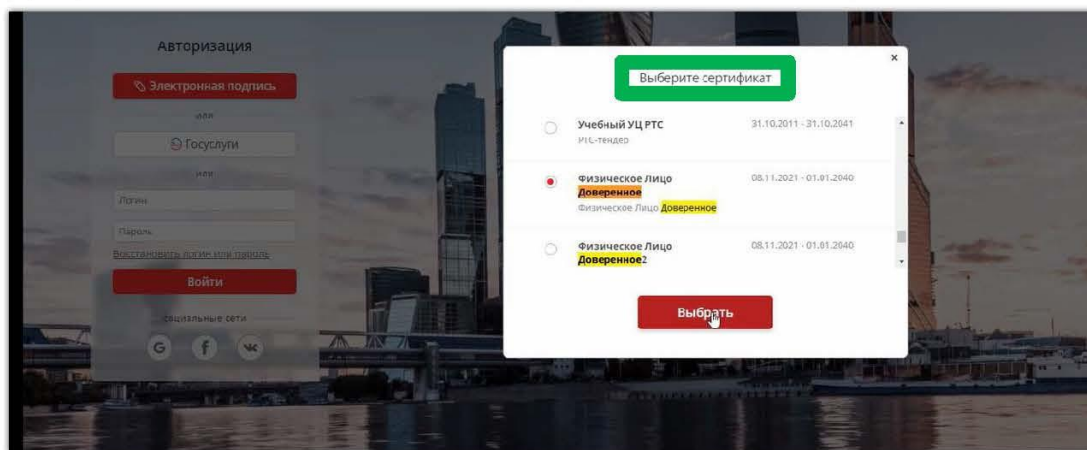 Авторизация
Электронная подпись
или
Госуслуги
или
Логин
Пароль
Восстановить логин или пароль
Войти
социальные сети
G f
Выберите сертификат
×
Учебный УЦ РТС 31.10.2011 - 31.10.2041
РТС-тендер
Физическое Лицо 08.11.2021 - 01.01.2040
Доверенное
Физическое Лицо Доверенное
Физическое Лицо 08.11.2021 - 01.01.2040
Доверенное2
Выбрать